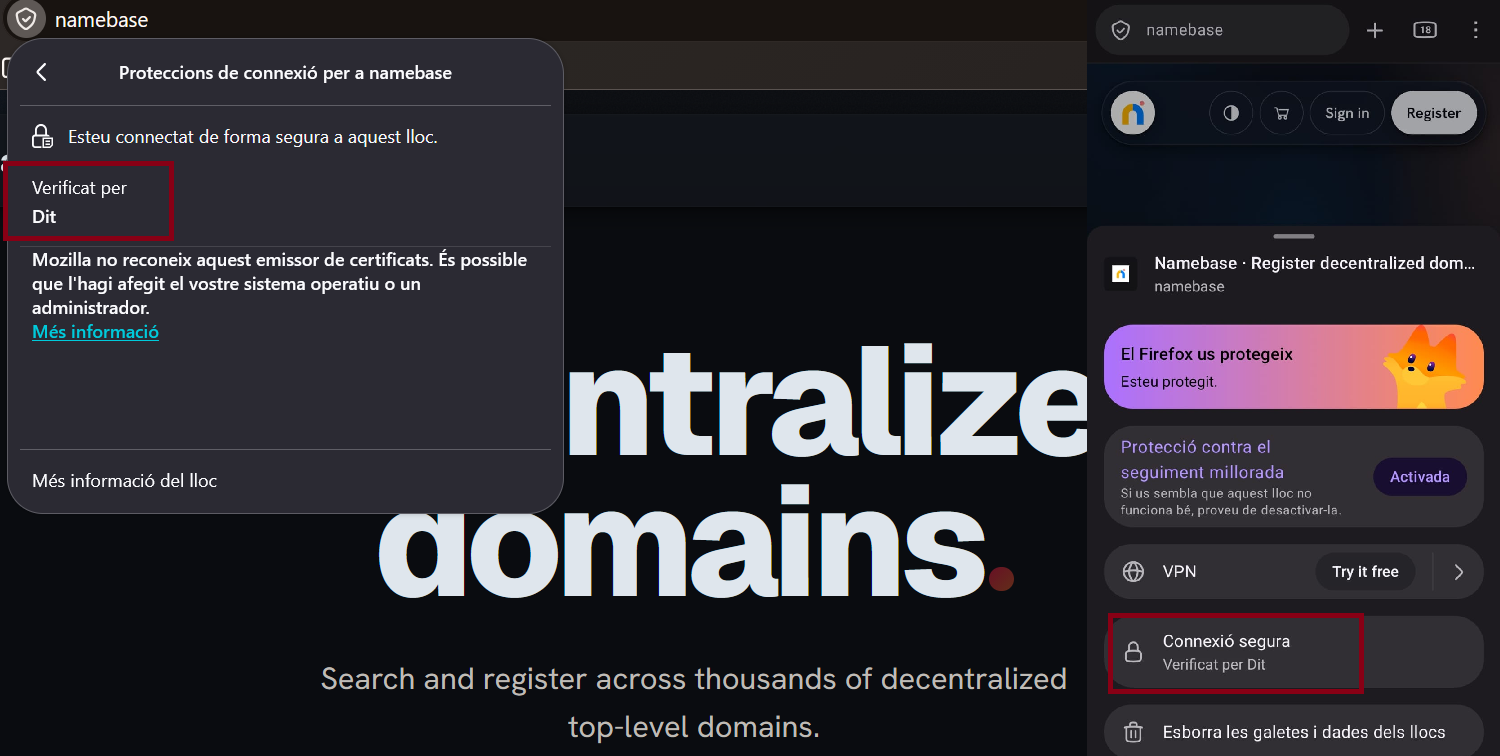 namebase
Proteccions de connexió per a namebase
Esteu connectat de forma segura a aquest lloc.
Verificat per
Dit
Mozilla no reconeix aquest emissor de certificats. És possible
que l'hagi afegit el vostre sistema operatiu o un
administrador.
Més informació
Més informació del lloc
ntralize
domains.
Search and register across thousands of decentralized
top-level domains.
namebase
18
Sign in
Register
Namebase · Register decentralized dom...
namebase
El Firefox us protegeix
Esteu protegit.
Protecció contra el
seguiment millorada
Activada
Si us sembla que aquest lloc no
funciona bé, proveu de desactivar-la.
VPN
Try it free
Connexió segura
Verificat per Dit
Esborra les galetes i dades dels llocs